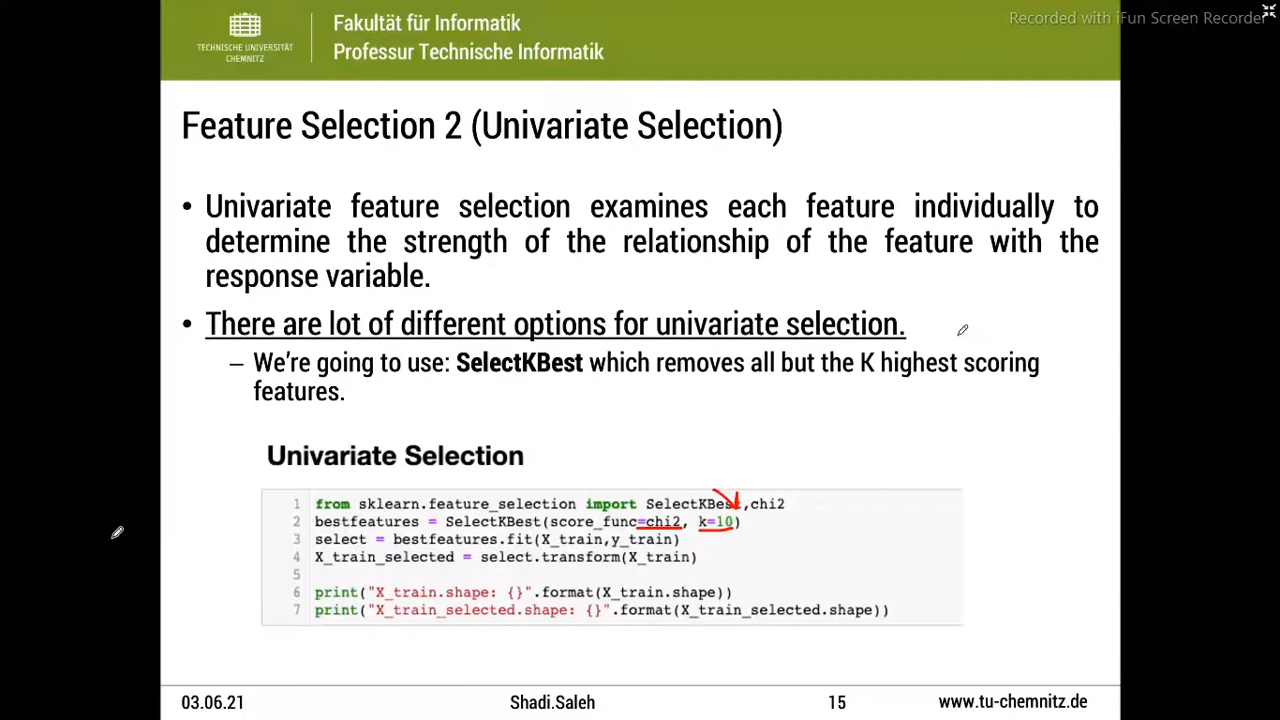 Recorded with iFun Screen Recorder
TECHNISCHE UNIVERSITÄT
CHEMNITZ
Fakultät für Informatik
Professur Technische Informatik
Feature Selection 2 (Univariate Selection)
• Univariate feature selection examines each feature individually to
determine the strength of the relationship of the feature with the
response variable.
• There are lot of different options for univariate selection.
– We're going to use: SelectKBest which removes all but the K highest scoring
features.
Univariate Selection
1 from sklearn.feature_selection import SelectKBest,chi2
2 bestfeatures = SelectKBest(score_func=chi2, k=10)
3 select = bestfeatures.fit(X_train,y_train)
4 X_train_selected = select.transform(X_train)
5
6 print("X_train.shape: {}".format(X_train.shape))
7 print("X_train_selected.shape: {}".format(X_train_selected.shape))
03.06.21
Shadi.Saleh
15
www.tu-chemnitz.de